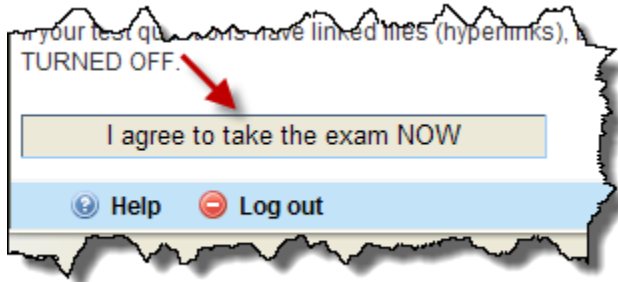 your test have linked files (hyperlinks),
TURNED OFF.
I agree to take the exam NOW
Help Log out